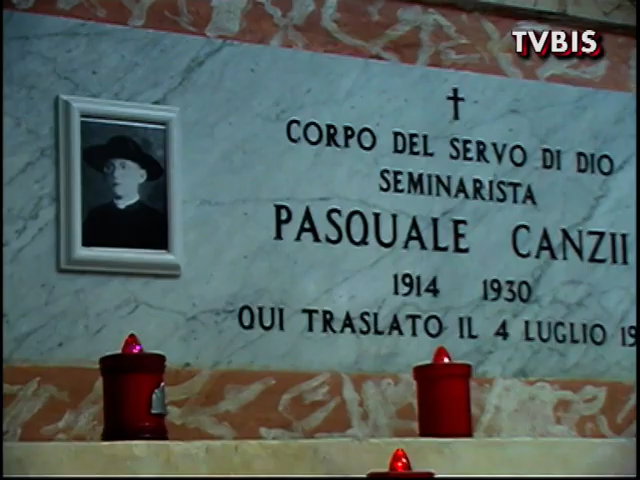 TVBIS
CORPO DEL SERVO DI DIO
SEMINARISTA
PASQUALE CANZII
1914 1930
QUI TRASLATO IL 4 LUGLIO 19